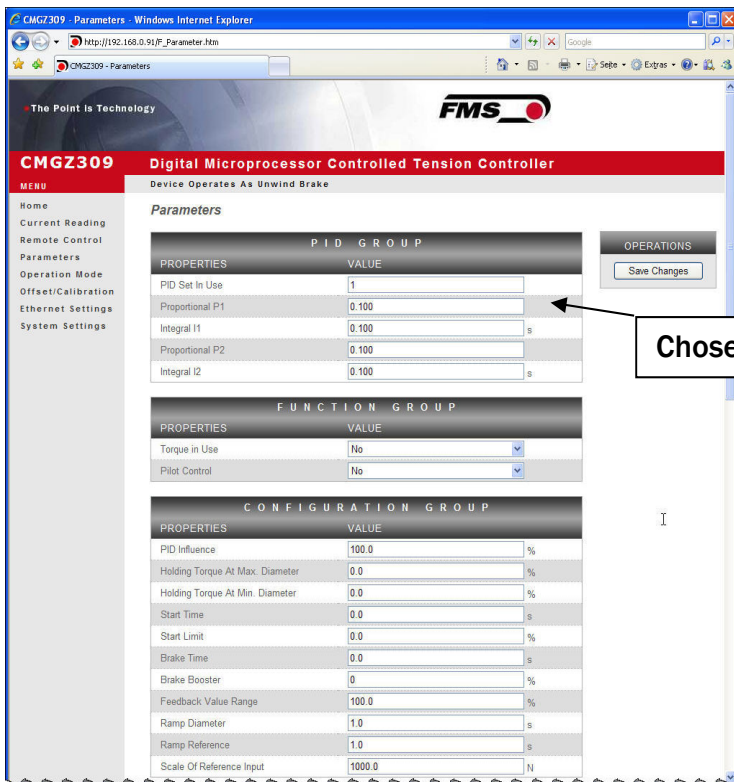 CMGZ309 - Parameters - Windows Internet Explorer
http://192.168.0.91/F_Parameter.htm
Google
CMGZ309 - Parameters
Seite
Extras
The Point Is Technology
FMS
CMGZ309 Digital Microprocessor Controlled Tension Controller
MENU
Device Operates As Unwind Brake
Home
Current Reading
Remote Control
Parameters
Operation Mode
Offset/Calibration
Ethernet Settings
System Settings
Parameters
PID GROUP
PROPERTIES VALUE
PID Set In Use 1
Proportional P1 0.100
Integral I1 0.100 s
Proportional P2 0.100
Integral I2 0.100 s
FUNCTION GROUP
PROPERTIES VALUE
Torque in Use No
Pilot Control No
CONFIGURATION GROUP
PROPERTIES VALUE
PID Influence 100.0 %
Holding Torque At Max. Diameter 0.0 %
Holding Torque At Min. Diameter 0.0 %
Start Time 0.0 s
Start Limit 0.0 %
Brake Time 0.0 s
Brake Booster 0 %
Feedback Value Range 100.0 %
Ramp Diameter 1.0 s
Ramp Reference 1.0 s
Scale Of Reference Input 1000.0 N
OPERATIONS
Save Changes
Chose